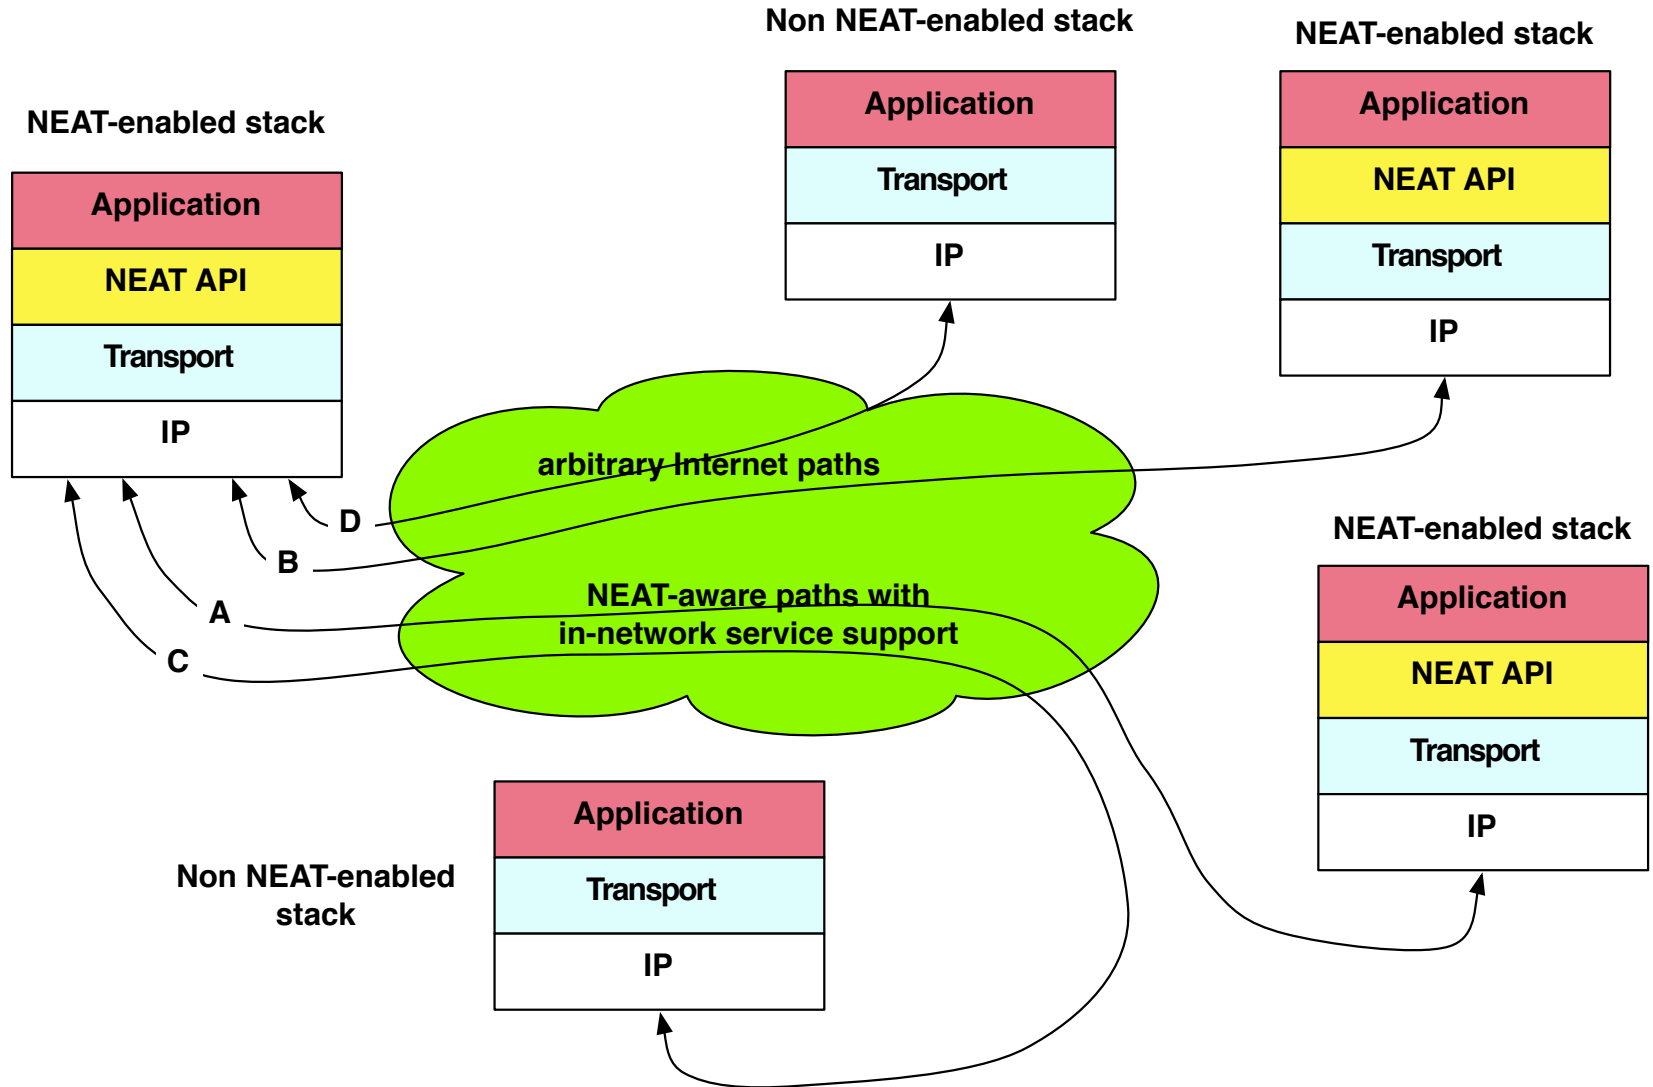 Non NEAT-enabled stack
NEAT-enabled stack
Application
Application
NEAT-enabled stack
Transport
NEAT API
Application
IP
Transport
NEAT API
IP
Transport
IP
arbitrary Internet paths
D
B
NEAT-enabled stack
NEAT-aware paths with
in-network service support
A
C
Application
NEAT API
Transport
IP
Application
Non NEAT-enabled
stack
Transport
IP